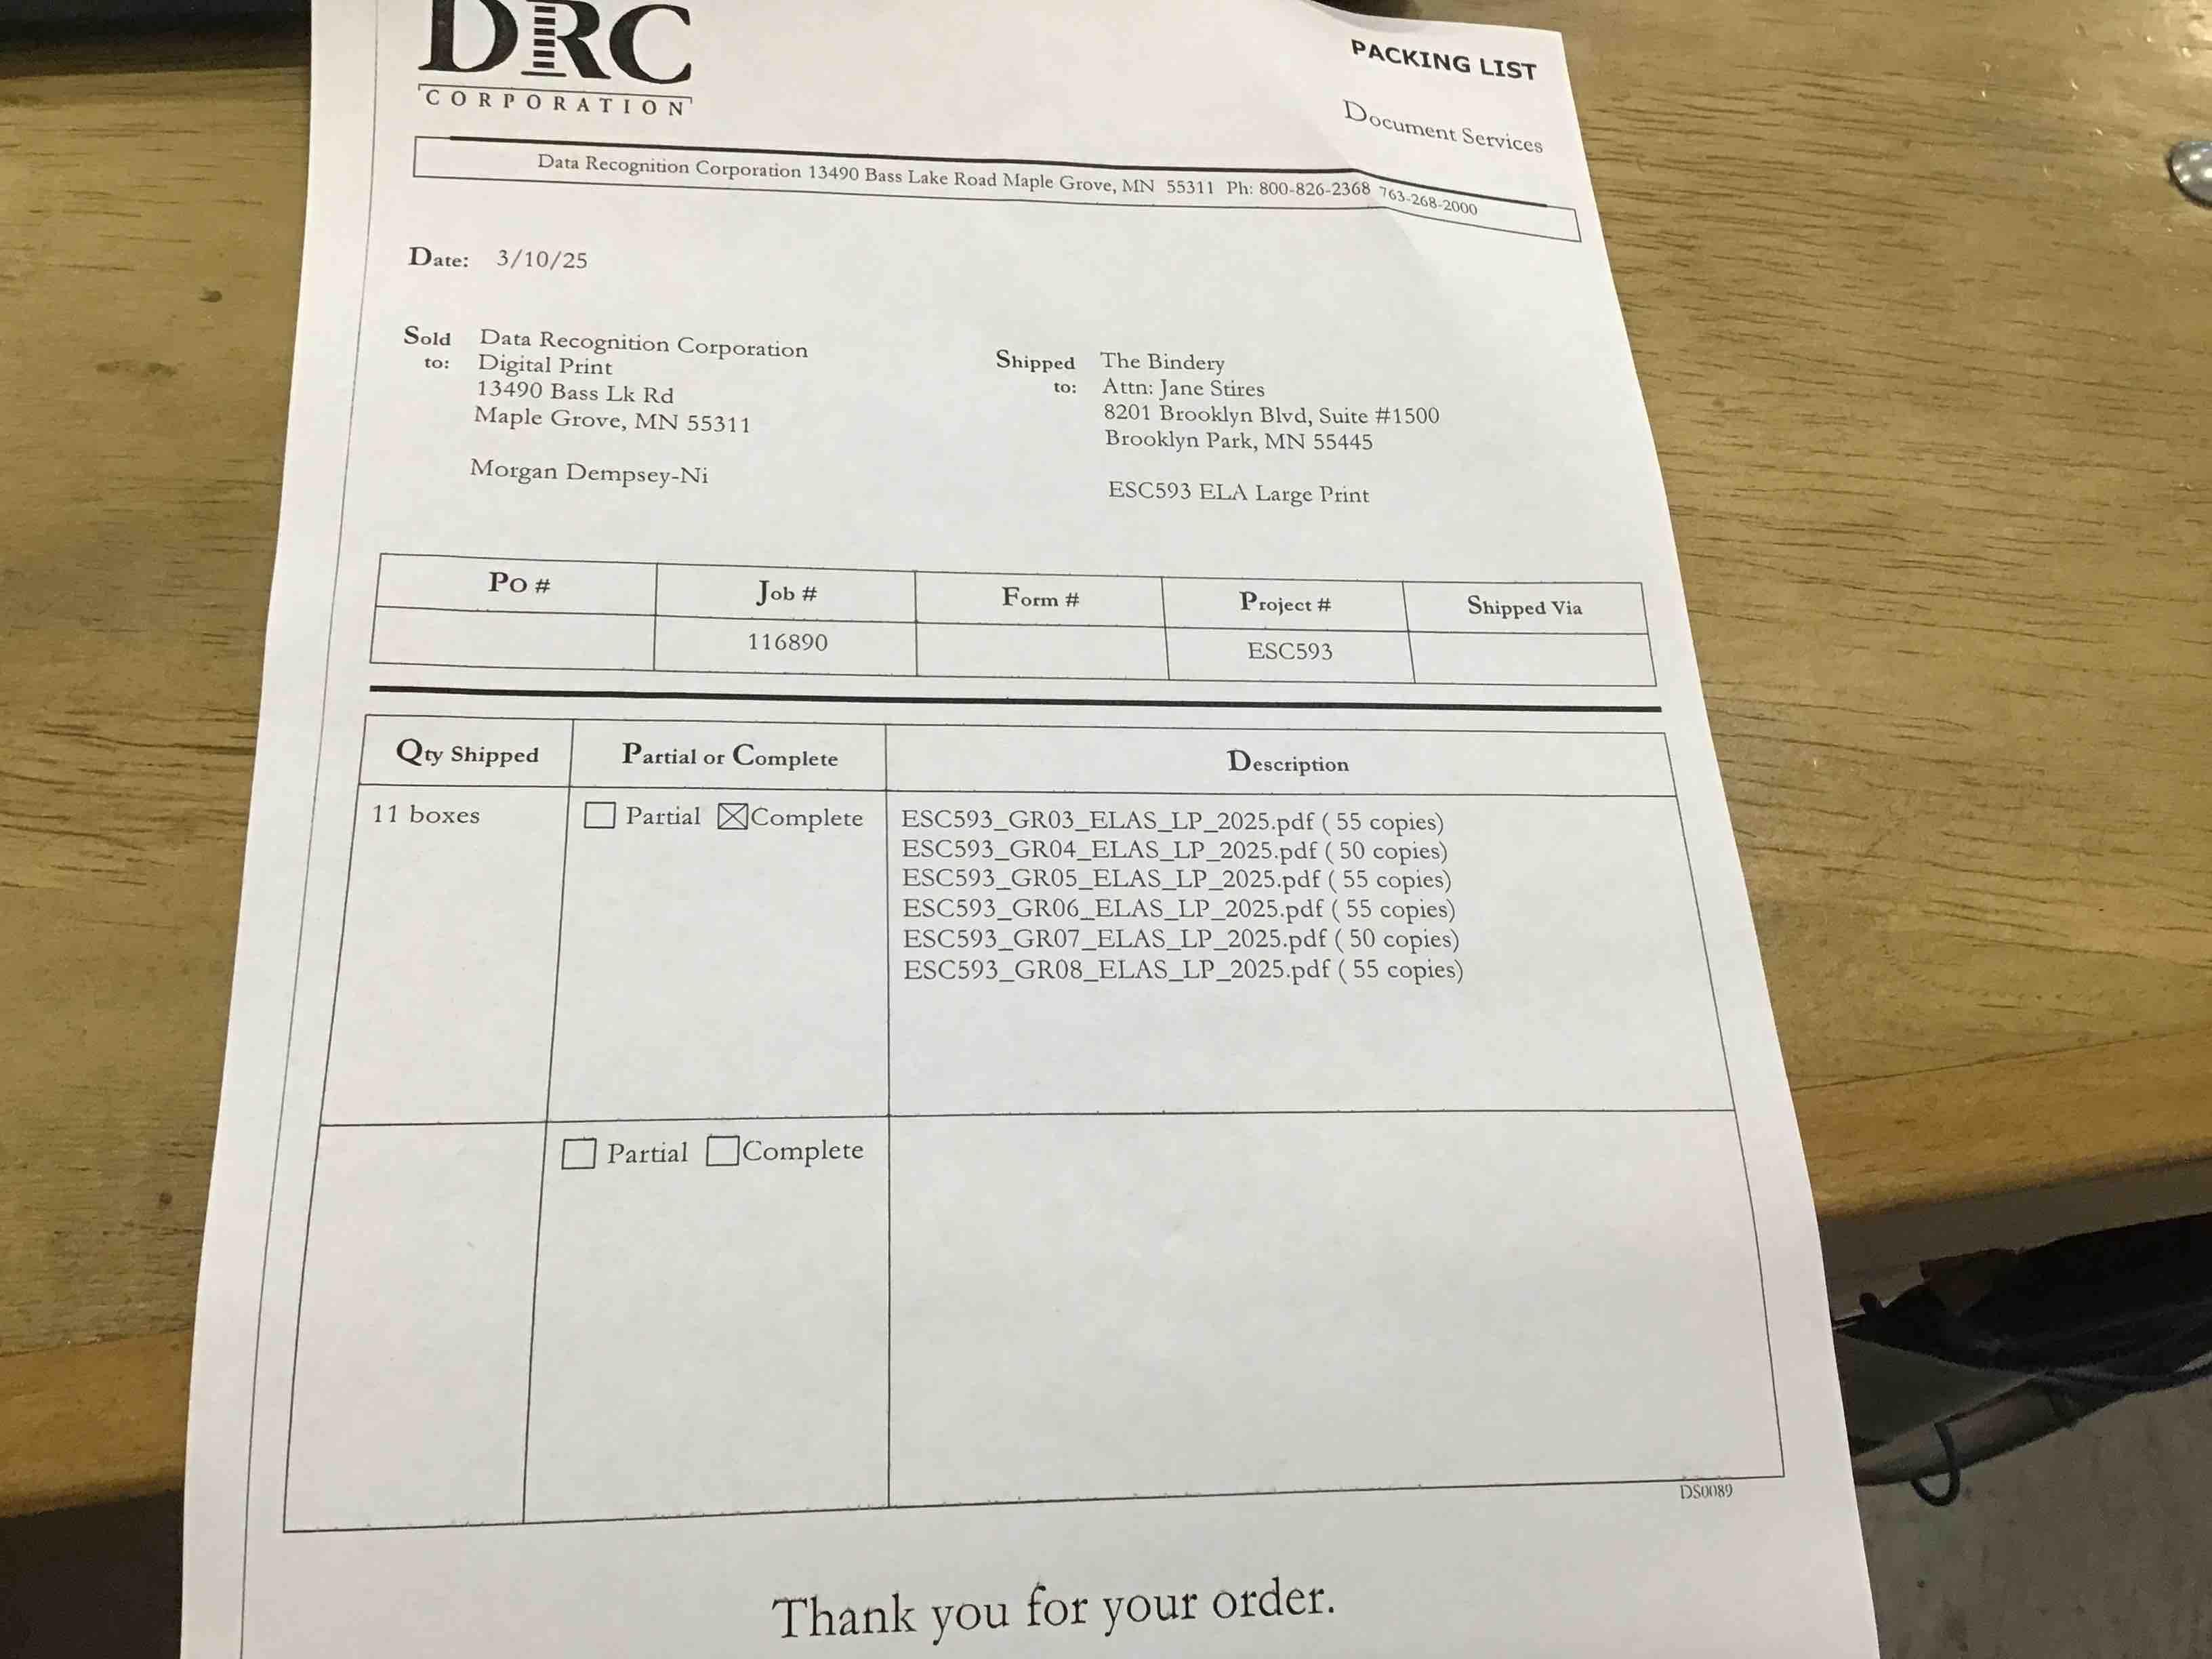 DRC
CORPORATION
PACKING LIST
Document Services
Data Recognition Corporation 13490 Bass Lake Road Maple Grove, MN 55311 Ph: 800-826-2368 763-268-2000
Date: 3/10/25
Sold to: Data Recognition Corporation
Digital Print
13490 Bass Lk Rd
Maple Grove, MN 55311
Morgan Dempsey-Ni
Shipped to: The Bindery
Attn: Jane Stires
8201 Brooklyn Blvd, Suite #1500
Brooklyn Park, MN 55445
ESC593 ELA Large Print
Po # Job # Form # Project # Shipped Via
116890 ESC593
Qty Shipped Partial or Complete Description
11 boxes Partial Complete ESC593_GR03_ELAS_LP_2025.pdf ( 55 copies)
ESC593_GR04_ELAS_LP_2025.pdf ( 50 copies)
ESC593_GR05_ELAS_LP_2025.pdf ( 55 copies)
ESC593_GR06_ELAS_LP_2025.pdf ( 55 copies)
ESC593_GR07_ELAS_LP_2025.pdf ( 50 copies)
ESC593_GR08_ELAS_LP_2025.pdf ( 55 copies)
Partial Complete
DS0089
Thank you for your order.